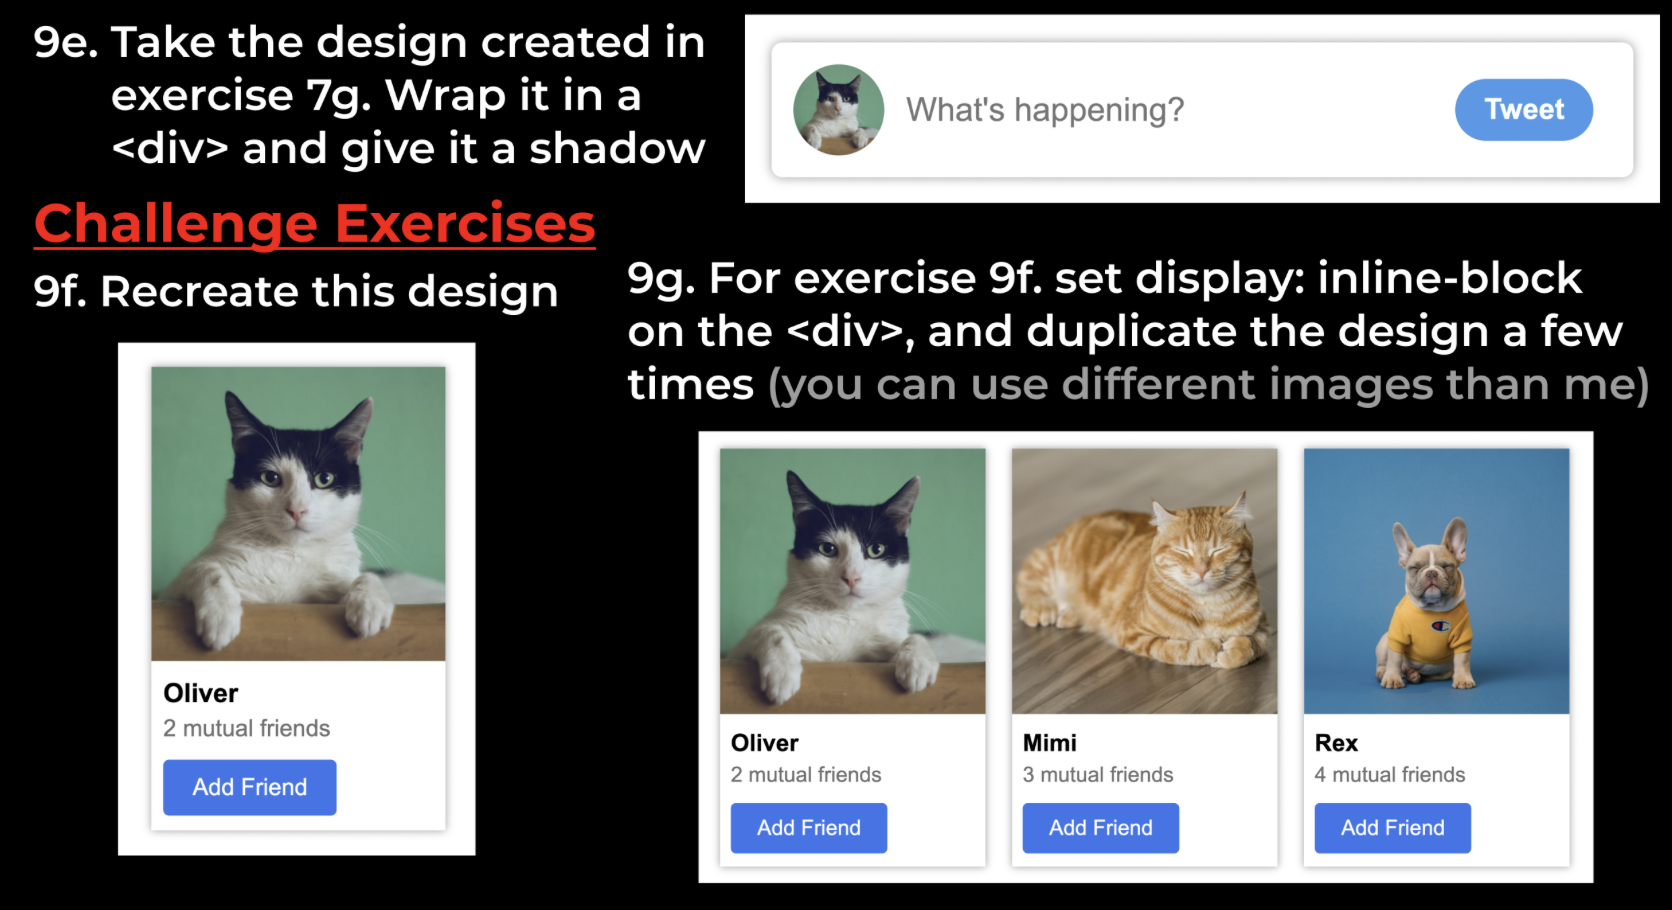 9e. Take the design created in
exercise 7g. Wrap it in a
<div> and give it a shadow
What's happening?
Tweet
Challenge Exercises
9f. Recreate this design
Oliver
2 mutual friends
Add Friend
9g. For exercise 9f. set display: inline-block
on the <div>, and duplicate the design a few
times (you can use different images than me)
Oliver
2 mutual friends
Add Friend
Mimi
3 mutual friends
Add Friend
Rex
4 mutual friends
Add Friend